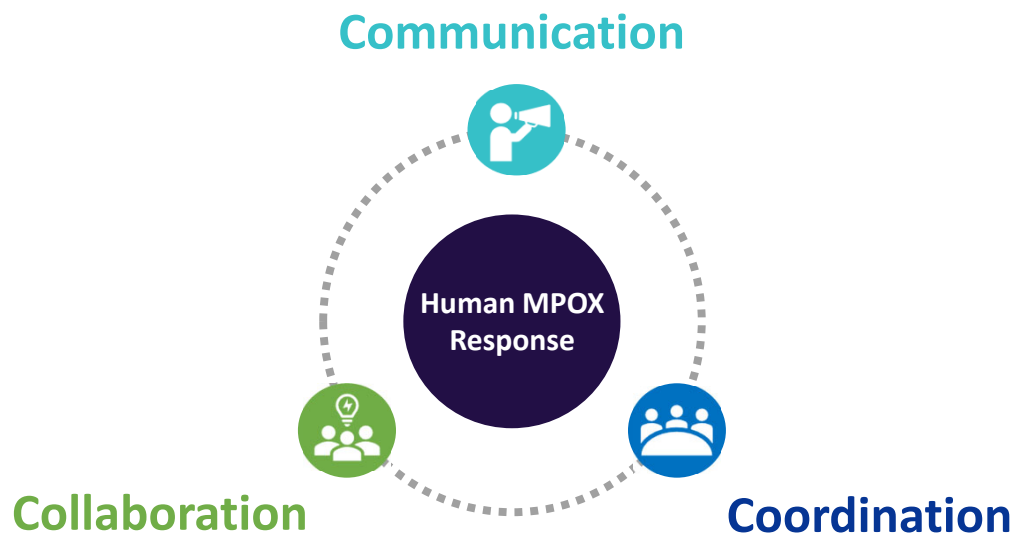 Communication
Human MPOX
Response
Collaboration
Coordination